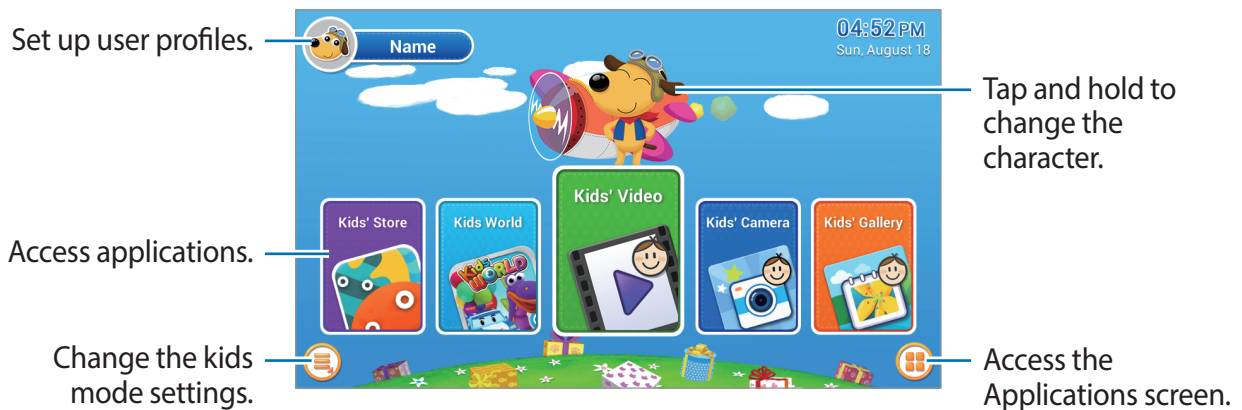 Set up user profiles.
Name
04:52 PM
Sun, August 18
Tap and hold to
change the
character.
Access applications.
Kids' Store
Kids World
Kids' Video
Kids' Camera
Kids' Gallery
Kids
WORLD
Change the kids
mode settings.
Access the
Applications screen.